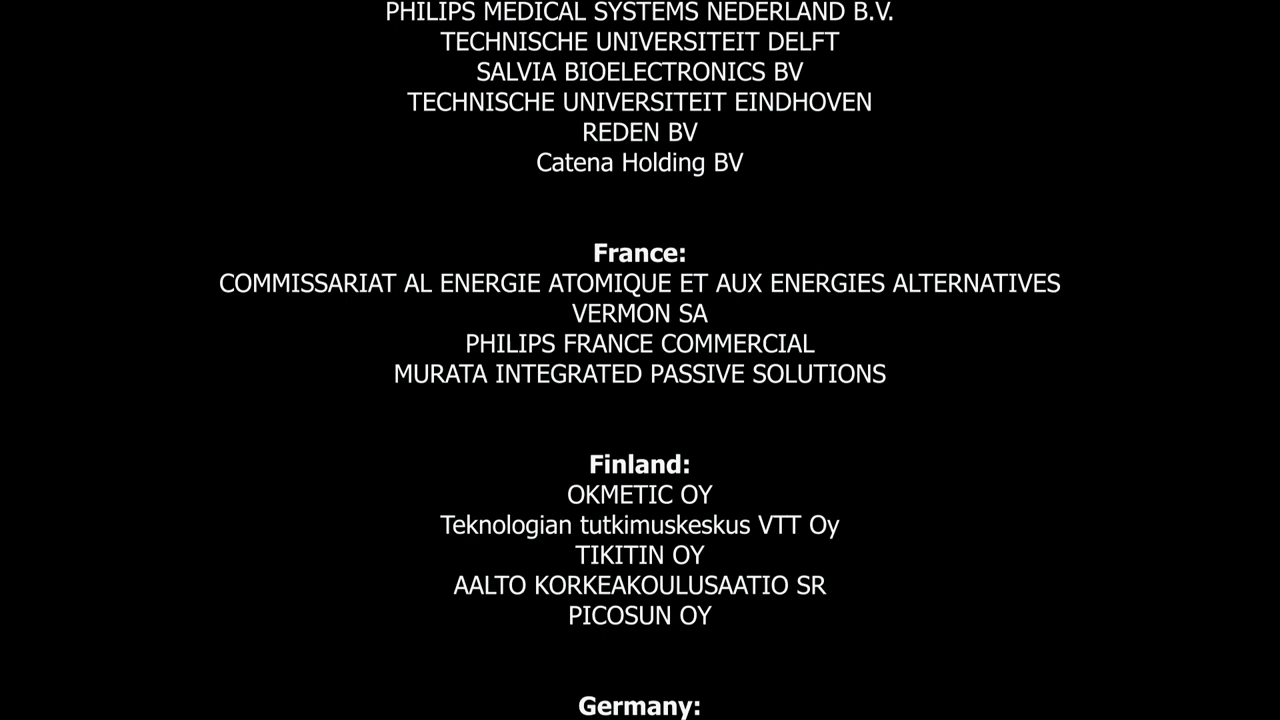 PHILIPS MEDICAL SYSTEMS NEDERLAND B.V.
TECHNISCHE UNIVERSITEIT DELFT
SALVIA BIOELECTRONICS BV
TECHNISCHE UNIVERSITEIT EINDHOVEN
REDEN BV
Catena Holding BV
France:
COMMISSARIAT AL ENERGIE ATOMIQUE ET AUX ENERGIES ALTERNATIVES
VERMON SA
PHILIPS FRANCE COMMERCIAL
MURATA INTEGRATED PASSIVE SOLUTIONS
Finland:
OKMETIC OY
Teknologian tutkimuskeskus VTT Oy
TIKITIN OY
AALTO KORKEAKOULUSAATIO SR
PICOSUN OY
Germany: